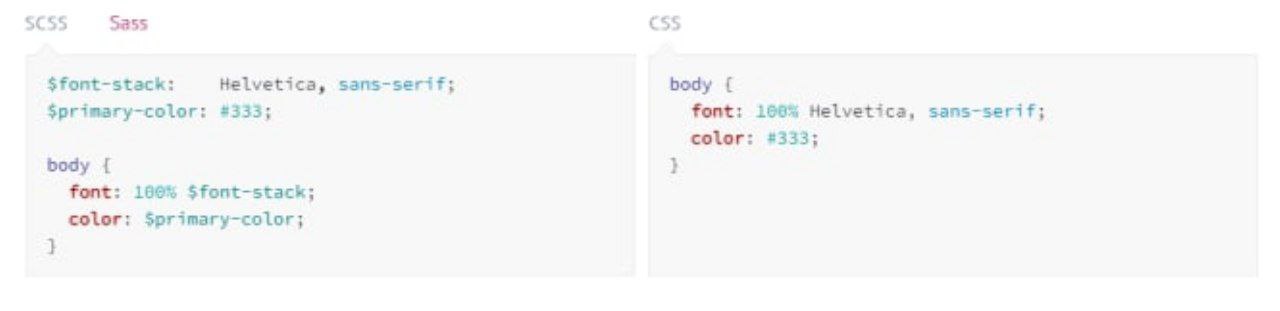 SCSS Sass
$font-stack:    Helvetica, sans-serif;
$primary-color: #333;

body {
  font: 100% $font-stack;
  color: $primary-color;
}
CSS
body {
  font: 100% Helvetica, sans-serif;
  color: #333;
}